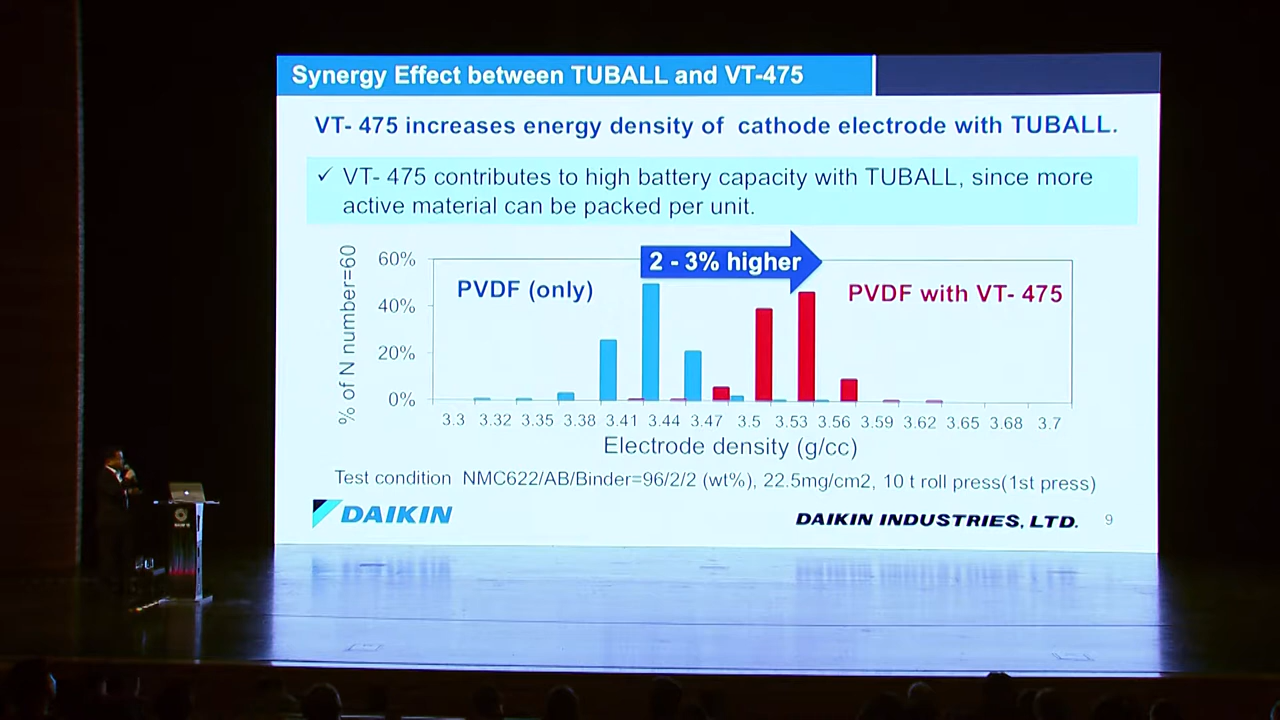 Synergy Effect between TUBALL and VT-475
VT- 475 increases energy density of cathode electrode with TUBALL.
✓ VT- 475 contributes to high battery capacity with TUBALL, since more
active material can be packed per unit.
2 - 3% higher
PVDF (only)
PVDF with VT- 475
% of N number=60
60%
40%
20%
0%
3.3 3.32 3.35 3.38 3.41 3.44 3.47 3.5 3.53 3.56 3.59 3.62 3.65 3.68 3.7
Electrode density (g/cc)
Test condition NMC622/AB/Binder=96/2/2 (wt%), 22.5mg/cm2, 10 t roll press(1st press)
DAIKIN
DAIKIN INDUSTRIES, LTD. 9